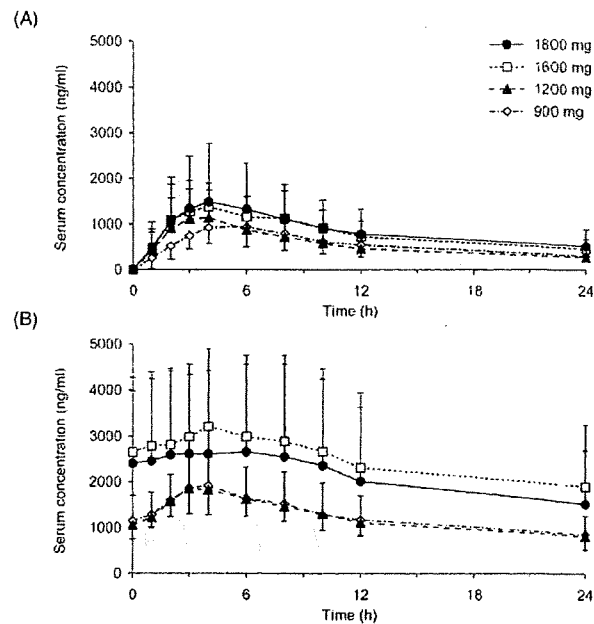 (A)
5000
4000
3000
2000
1000
0
Serum concentration (ng/ml)
1800 mg
1600 mg
1200 mg
900 mg
0 6 12 18 24
Time (h)
(B)
5000
4000
3000
2000
1000
0
Serum concentration (ng/ml)
0 6 12 18 24
Time (h)